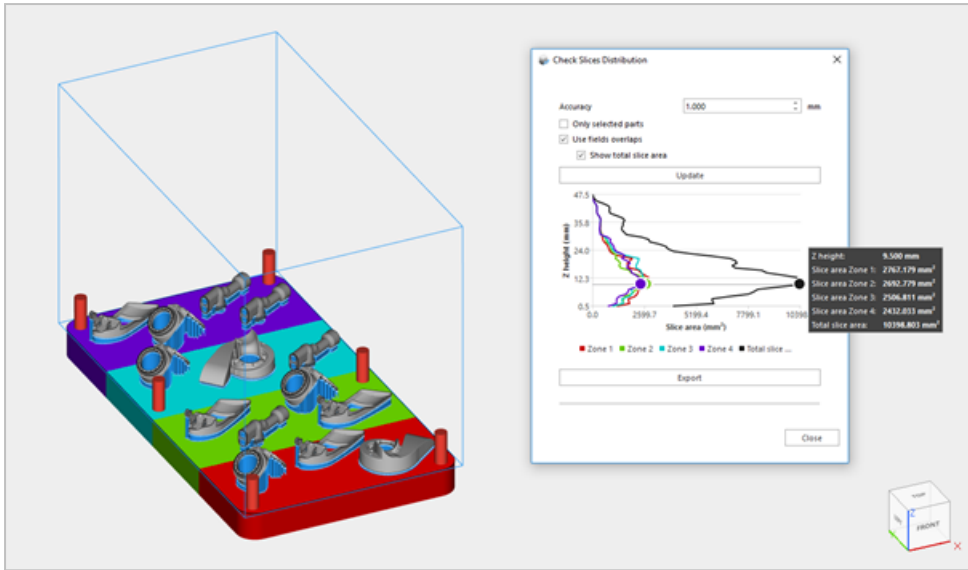 Check Slices Distribution
Accuracy 1.000 mm
Only selected parts
Use fields overlaps
Show total slice area
Update
47.5
35.8
24.0
12.3
0.5
Z height (mm)
0.0 2599.7 5199.4 7799.1 10398
Slice area (mm²)
Zone 1 Zone 2 Zone 3 Zone 4 Total slice ...
Z height: 9.500 mm
Slice area Zone 1: 2767.179 mm²
Slice area Zone 2: 2692.779 mm²
Slice area Zone 3: 2506.811 mm²
Slice area Zone 4: 2432.033 mm²
Total slice area: 10398.803 mm²
Export
Close
TOP
FRONT
Z
X